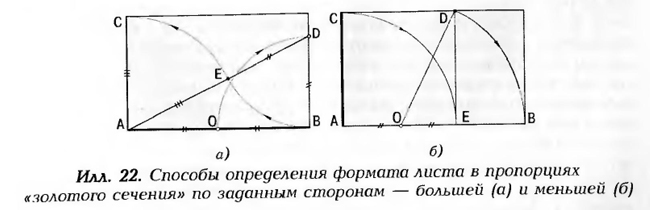 C
D
E
A
O
B
а)
C
D
A
O
E
B
б)
Илл. 22. Способы определения формата листа в пропорциях
«золотого сечения» по заданным сторонам — большей (а) и меньшей (б)